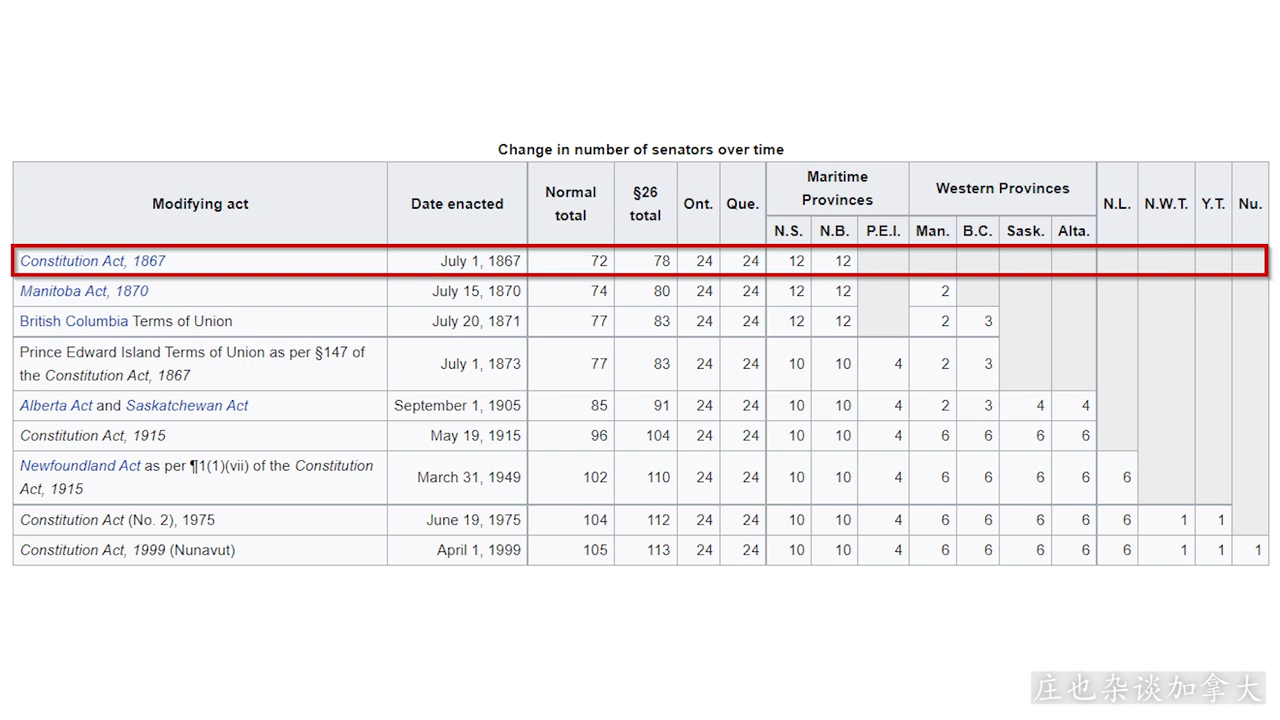 Change in number of senators over time
Modifying act Date enacted Normal total §26 total Ont. Que. Maritime Provinces Western Provinces N.L. N.W.T. Y.T. Nu.
N.S. N.B. P.E.I. Man. B.C. Sask. Alta.
Constitution Act, 1867 July 1, 1867 72 78 24 24 12 12
Manitoba Act, 1870 July 15, 1870 74 80 24 24 12 12 2
British Columbia Terms of Union July 20, 1871 77 83 24 24 12 12 2 3
Prince Edward Island Terms of Union as per §147 of
the Constitution Act, 1867 July 1, 1873 77 83 24 24 10 10 4 2 3
Alberta Act and Saskatchewan Act September 1, 1905 85 91 24 24 10 10 4 2 3 4 4
Constitution Act, 1915 May 19, 1915 96 104 24 24 10 10 4 6 6 6 6
Newfoundland Act as per ¶1(1)(vii) of the Constitution
Act, 1915 March 31, 1949 102 110 24 24 10 10 4 6 6 6 6 6
Constitution Act (No. 2), 1975 June 19, 1975 104 112 24 24 10 10 4 6 6 6 6 6 1 1
Constitution Act, 1999 (Nunavut) April 1, 1999 105 113 24 24 10 10 4 6 6 6 6 6 1 1 1
庄也杂谈加拿大